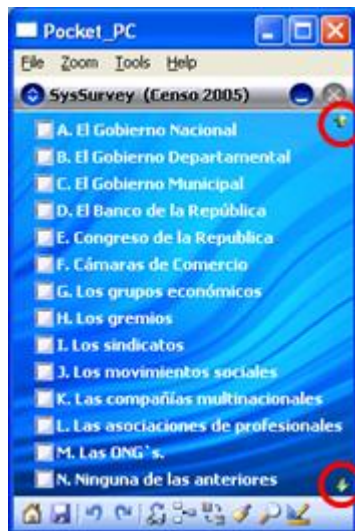 Pocket_PC
File Zoom Tools Help
SysSurvey (Censo 2005)
A. El Gobierno Nacional
B. El Gobierno Departamental
C. El Gobierno Municipal
D. El Banco de la República
E. Congreso de la Republica
F. Cámaras de Comercio
G. Los grupos económicos
H. Los gremios
I. Los sindicatos
J. Los movimientos sociales
K. Las compañías multinacionales
L. Las asociaciones de profesionales
M. Las ONG`s.
N. Ninguna de las anteriores